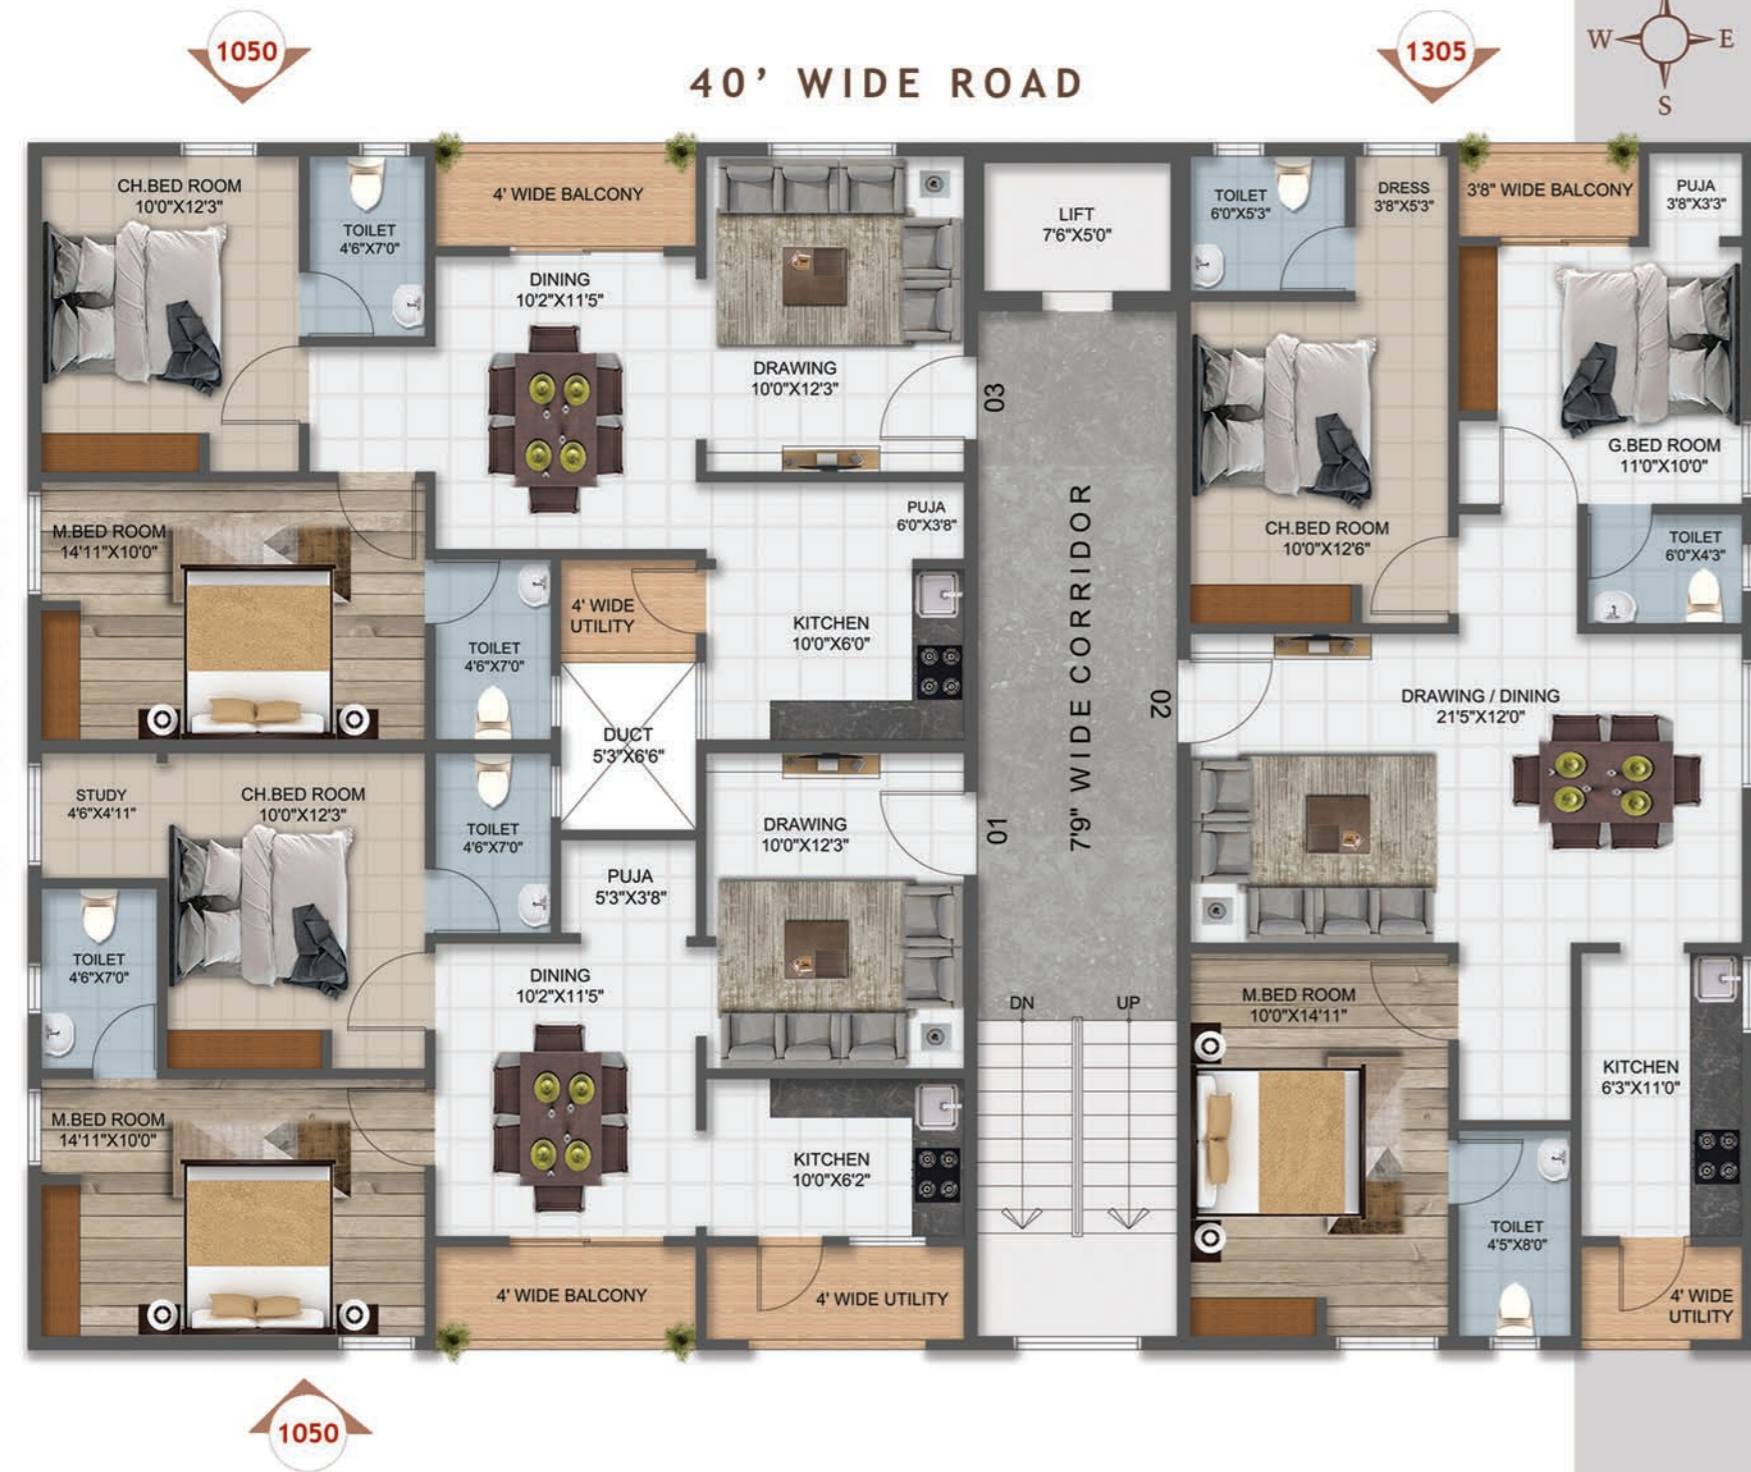 1050
1305
W
E
S
40' WIDE ROAD
CH.BED ROOM
10'0"X12'3"
TOILET
4'6"X7'0"
4' WIDE BALCONY
DINING
10'2"X11'5"
DRAWING
10'0"X12'3"
03
M.BED ROOM
14'11"X10'0"
TOILET
4'6"X7'0"
4' WIDE
UTILITY
PUJA
6'0"X3'8"
KITCHEN
10'0"X6'0"
DUCT
5'3"X6'6"
LIFT
7'6"X5'0"
7'9" WIDE CORRIDOR
02
01
DN
UP
TOILET
6'0"X5'3"
DRESS
3'8"X5'3"
3'8" WIDE BALCONY
PUJA
3'8"X3'3"
G.BED ROOM
11'0"X10'0"
CH.BED ROOM
10'0"X12'6"
TOILET
6'0"X4'3"
DRAWING / DINING
21'5"X12'0"
M.BED ROOM
10'0"X14'11"
KITCHEN
6'3"X11'0"
TOILET
4'5"X8'0"
4' WIDE
UTILITY
STUDY
4'6"X4'11"
CH.BED ROOM
10'0"X12'3"
TOILET
4'6"X7'0"
PUJA
5'3"X3'8"
DRAWING
10'0"X12'3"
TOILET
4'6"X7'0"
DINING
10'2"X11'5"
M.BED ROOM
14'11"X10'0"
KITCHEN
10'0"X6'2"
4' WIDE BALCONY
4' WIDE UTILITY
1050